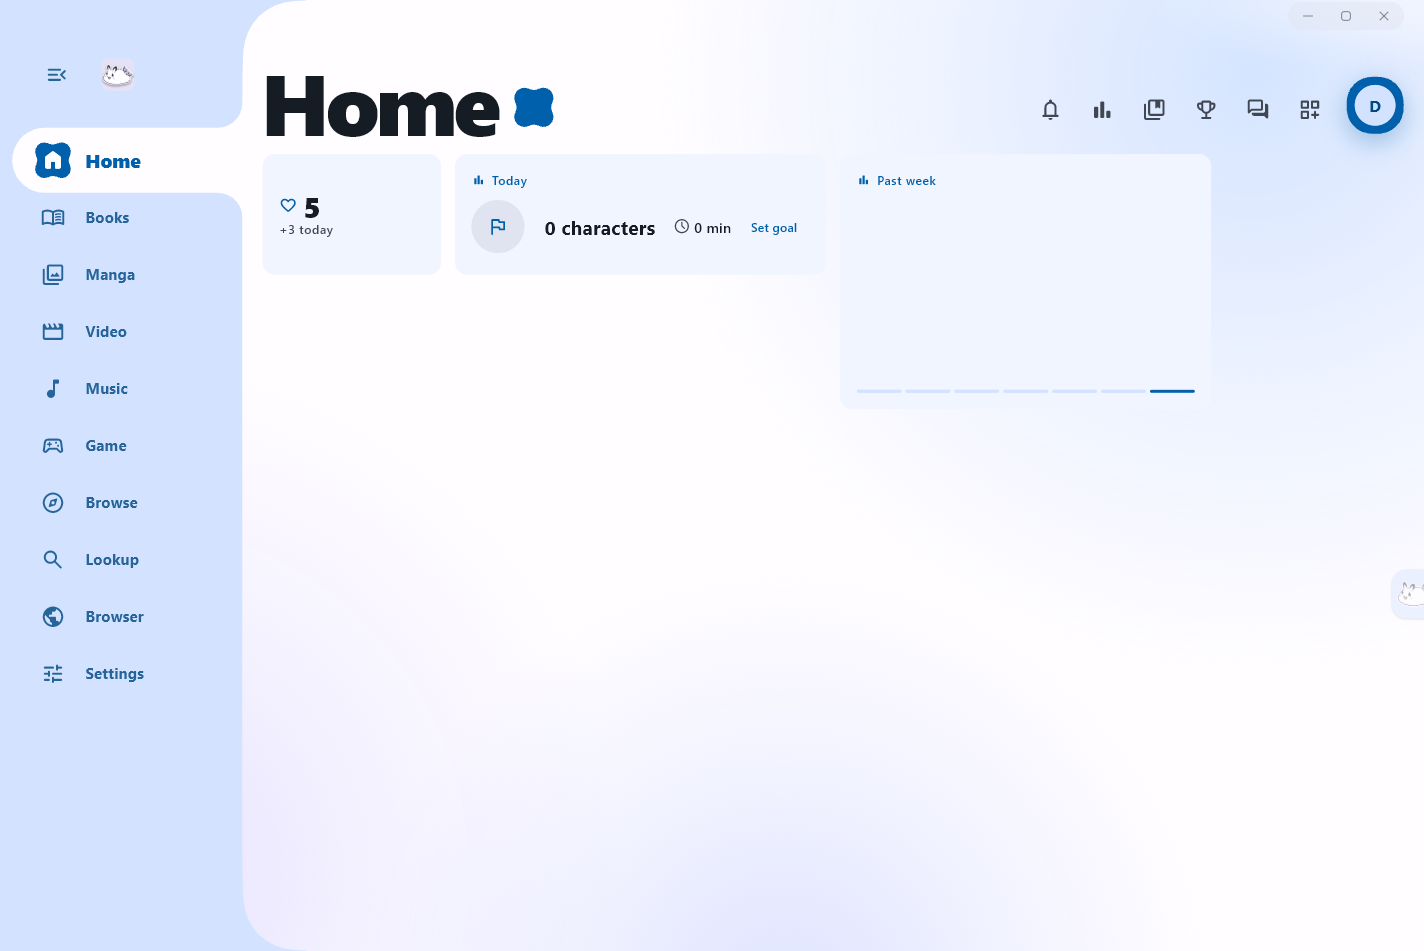 Home
D
Home
Books
Manga
Video
Music
Game
Browse
Lookup
Browser
Settings
5
+3 today
Today
0 characters
0 min
Set goal
Past week